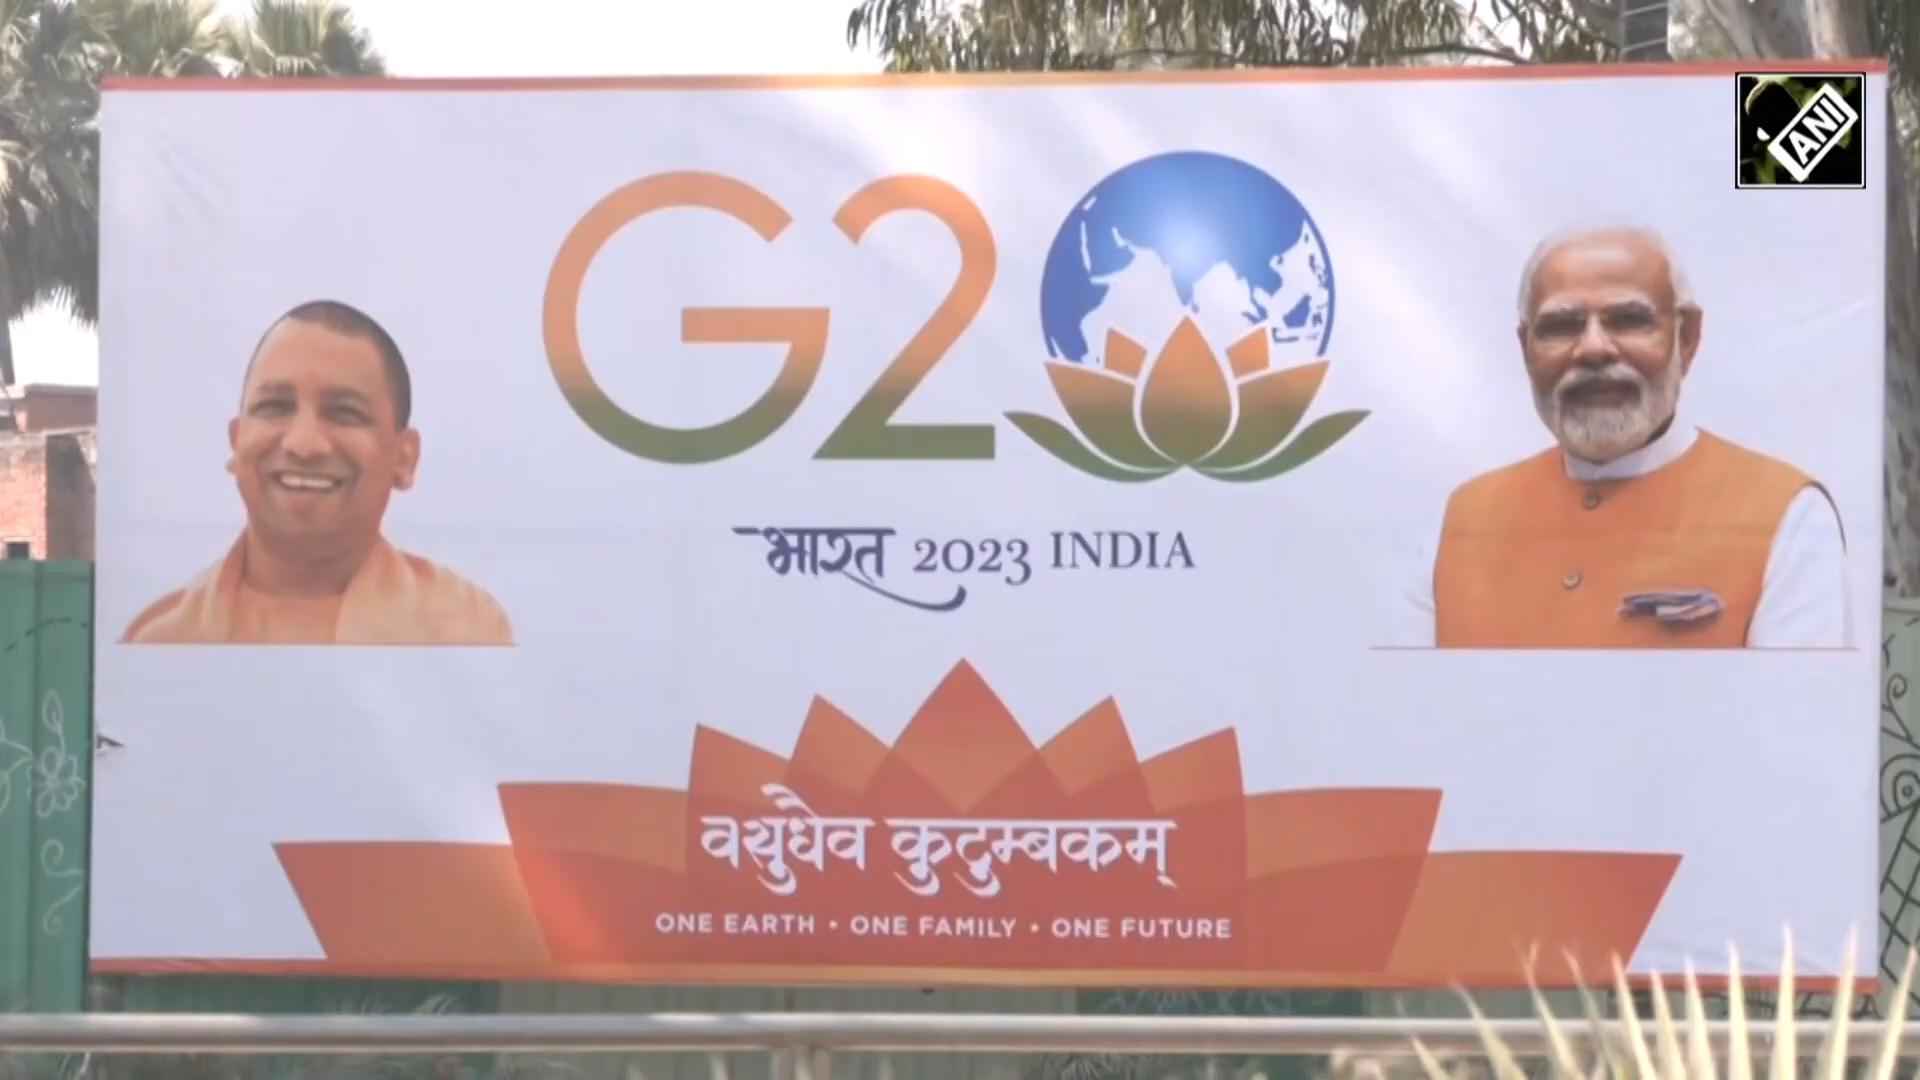 ANI
G20
भारत 2023 INDIA
वसुधैव कुटुम्बकम्
ONE EARTH • ONE FAMILY • ONE FUTURE